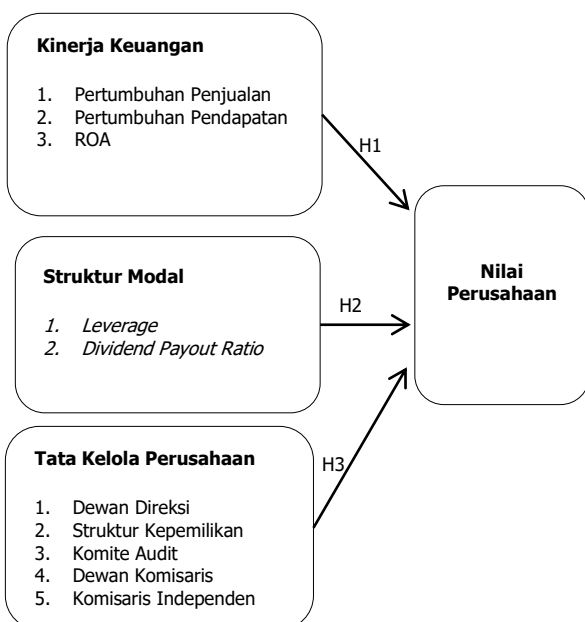 Kinerja Keuangan
1. Pertumbuhan Penjualan
2. Pertumbuhan Pendapatan
3. ROA
H1
Struktur Modal
1. Leverage
2. Dividend Payout Ratio
H2
Nilai
Perusahaan
Tata Kelola Perusahaan
1. Dewan Direksi
2. Struktur Kepemilikan
3. Komite Audit
4. Dewan Komisaris
5. Komisaris Independen
H3